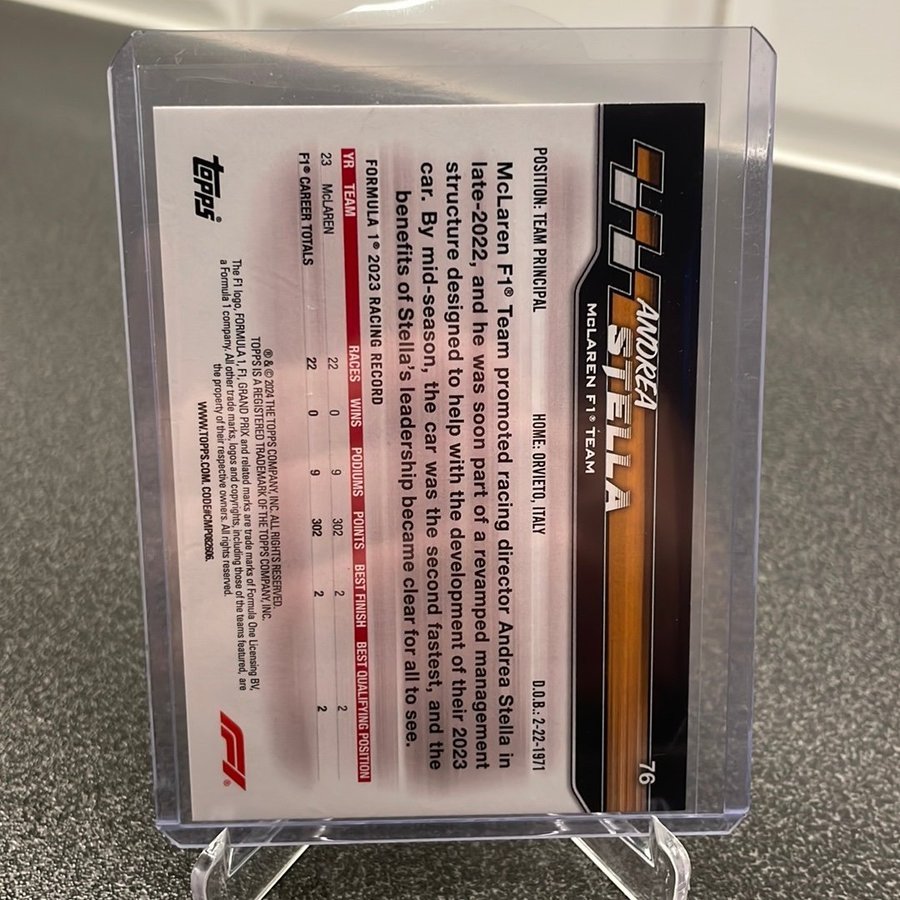 76
ANDREA
STELLA
McLAREN F1® TEAM
POSITION: TEAM PRINCIPAL HOME: ORVIETO, ITALY D.O.B.: 2-22-1971
McLaren F1® Team promoted racing director Andrea Stella in
late-2022, and he was soon part of a revamped management
structure designed to help with the development of their 2023
car. By mid-season, the car was the second fastest, and the
benefits of Stella's leadership became clear for all to see.
FORMULA 1® 2023 RACING RECORD
YR TEAM RACES WINS PODIUMS POINTS BEST FINISH BEST QUALIFYING POSITION
23 McLAREN 22 0 9 302 2 2
F1® CAREER TOTALS 22 0 9 302 2 2
topps®
® & © 2024 THE TOPPS COMPANY, INC. ALL RIGHTS RESERVED.
TOPPS IS A REGISTERED TRADEMARK OF THE TOPPS COMPANY, INC.
The F1 logo, FORMULA 1, F1, GRAND PRIX and related marks are trade marks of Formula One Licensing BV,
a Formula 1 company. All other trade marks, logos and copyrights, including those of the teams featured, are
the property of their respective owners. All rights reserved.
WWW.TOPPS.COM. CODE#CMP082606.
F1